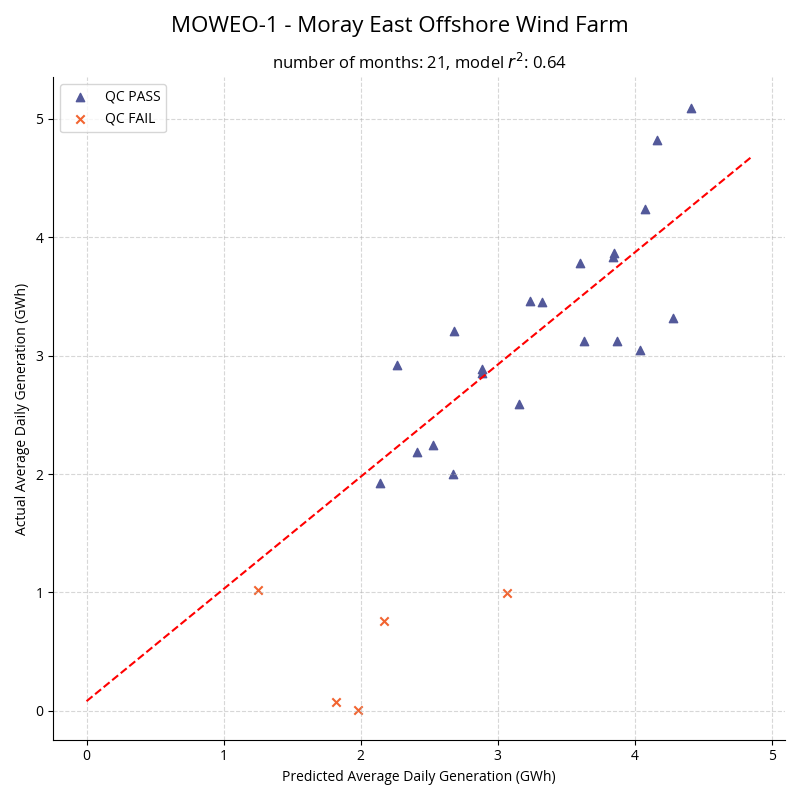 MOWEO-1 - Moray East Offshore Wind Farm
number of months: 21, model r²: 0.64
QC PASS
QC FAIL
Actual Average Daily Generation (GWh)
5
4
3
2
1
0
0 1 2 3 4 5
Predicted Average Daily Generation (GWh)